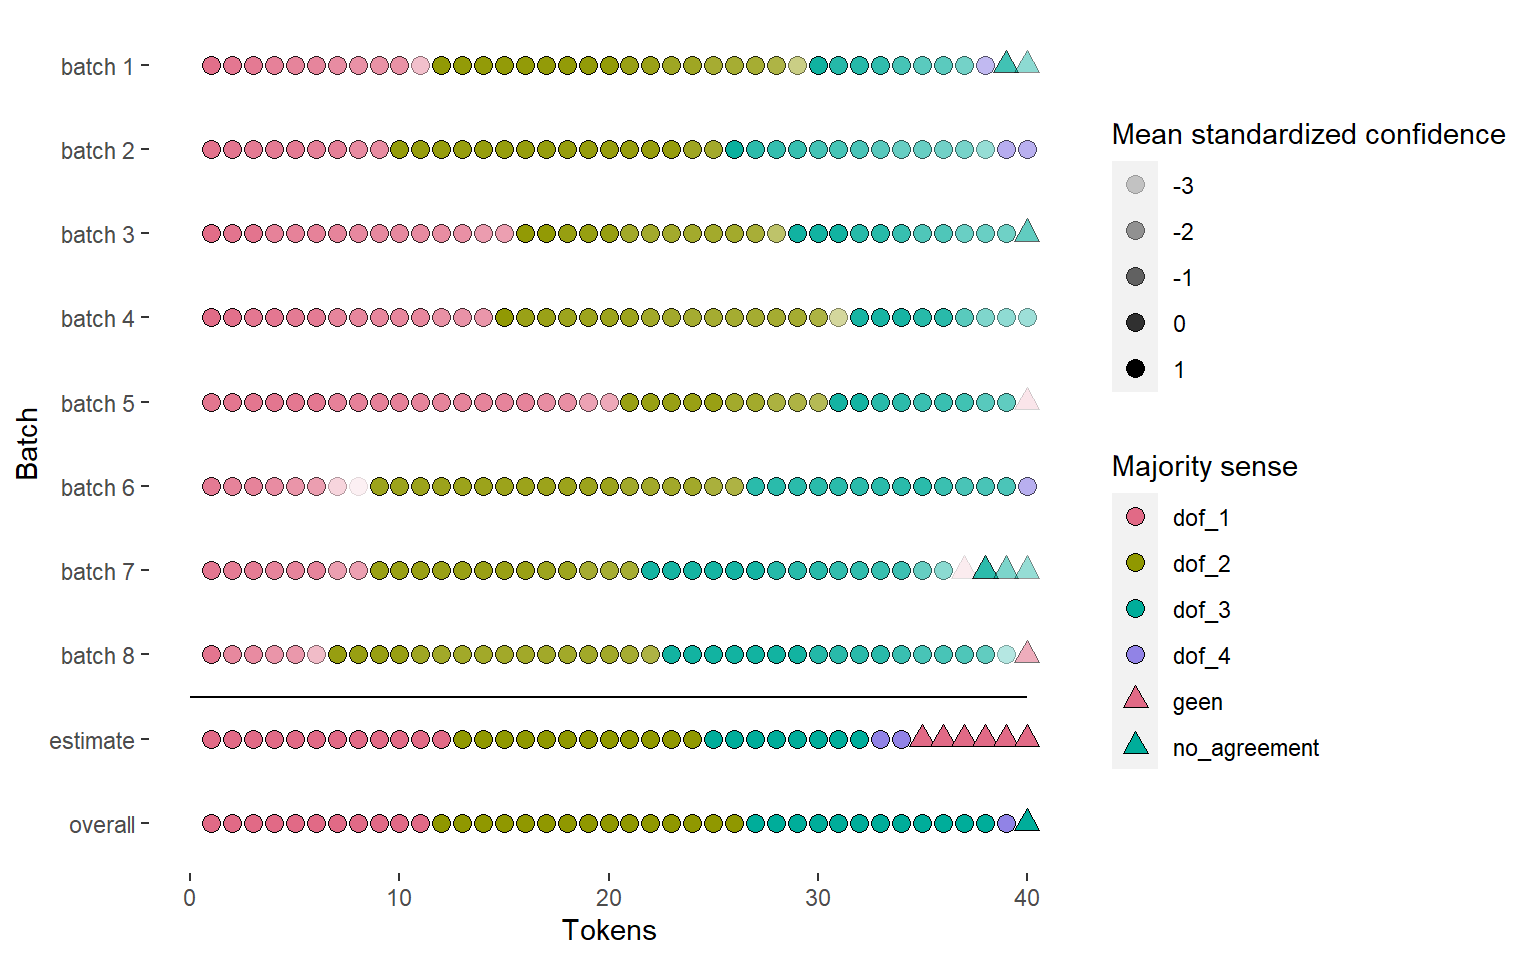 batch 1
batch 2
batch 3
batch 4
batch 5
batch 6
batch 7
batch 8
estimate
overall
Batch
0 10 20 30 40
Tokens
Mean standardized confidence
-3
-2
-1
0
1
Majority sense
dof_1
dof_2
dof_3
dof_4
geen
no_agreement